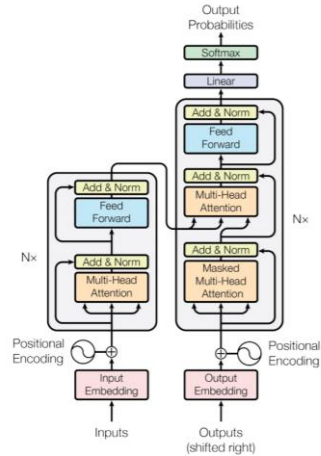 Output
Probabilities
Softmax
Linear
Add & Norm
Feed
Forward
Add & Norm
Multi-Head
Attention
Add & Norm
Masked
Multi-Head
Attention
N×
Add & Norm
Feed
Forward
N×
Add & Norm
Multi-Head
Attention
Positional
Encoding
Positional
Encoding
Input
Embedding
Output
Embedding
Inputs
Outputs
(shifted right)